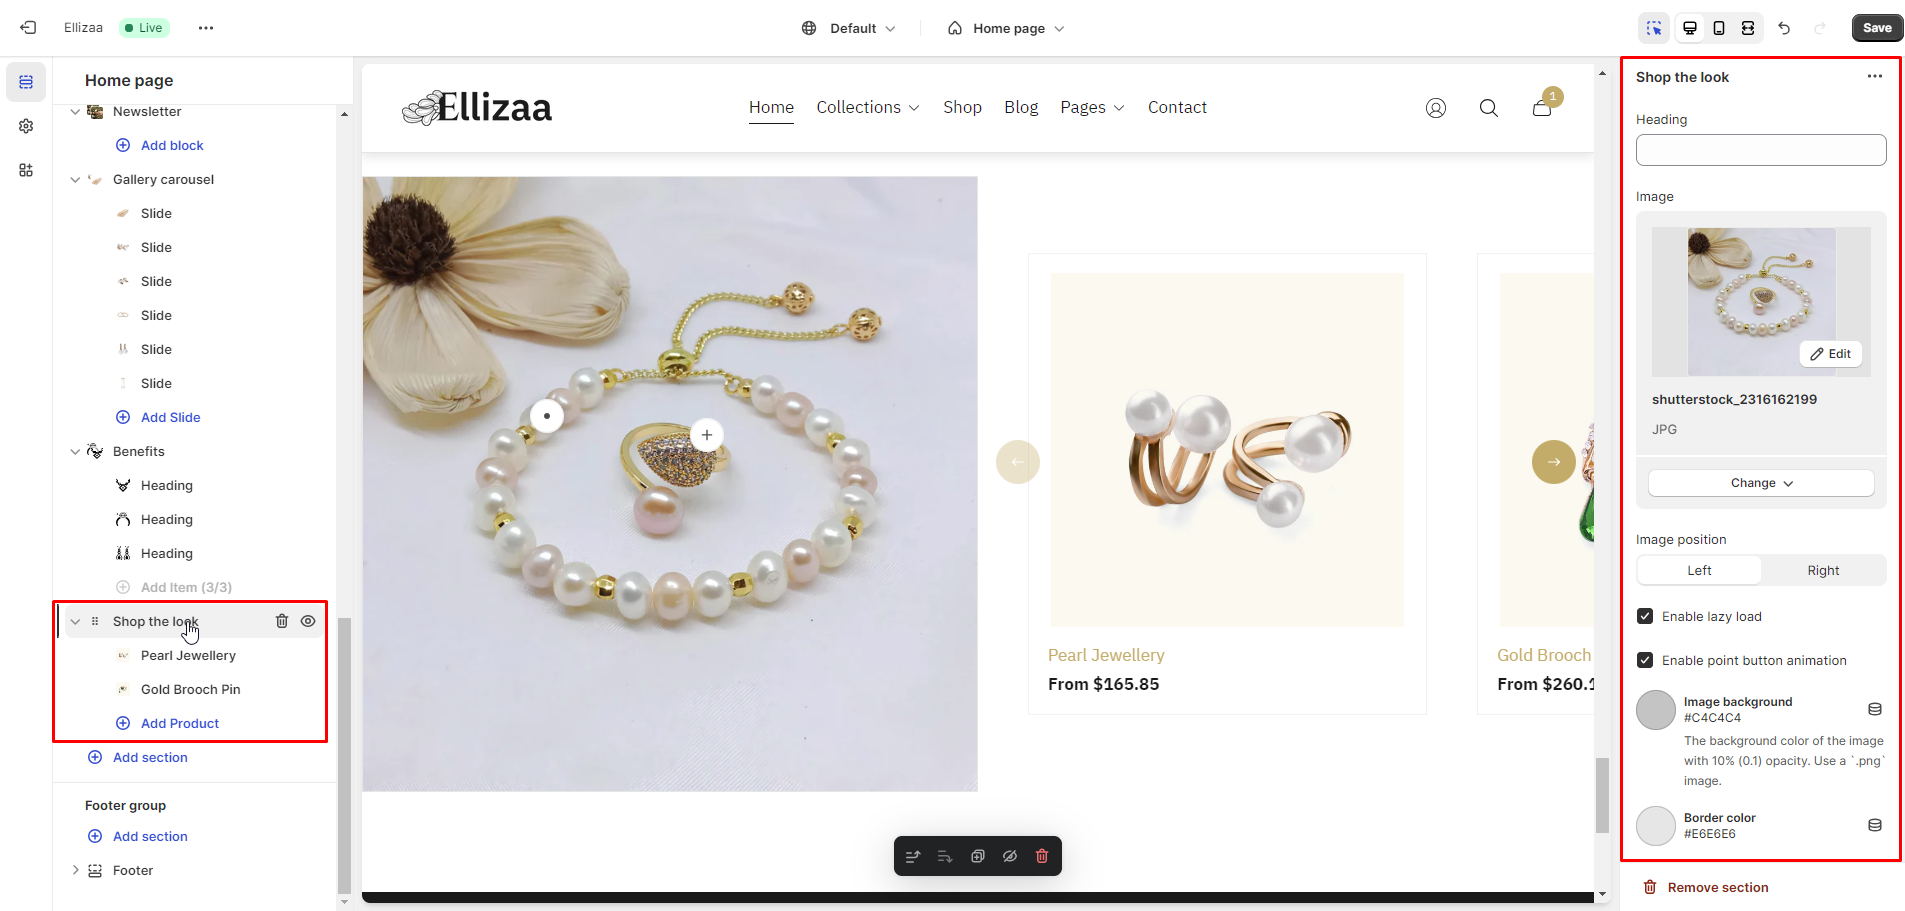 Ellizaa
Live
Default
Home page
Save
Home page
Newsletter
Add block
Gallery carousel
Slide
Slide
Slide
Slide
Slide
Slide
Add Slide
Benefits
Heading
Heading
Heading
Add Item (3/3)
Shop the look
Pearl Jewellery
Gold Brooch Pin
Add Product
Add section
Footer group
Add section
Footer
Ellizaa
Home
Collections
Shop
Blog
Pages
Contact
1
Pearl Jewellery
From $165.85
Gold Brooch
From $260.1
Shop the look
Heading
Image
Edit
shutterstock_2316162199
JPG
Change
Image position
Left
Right
Enable lazy load
Enable point button animation
Image background
#C4C4C4
The background color of the image
with 10% (0.1) opacity. Use a `.png`
image.
Border color
#E6E6E6
Remove section